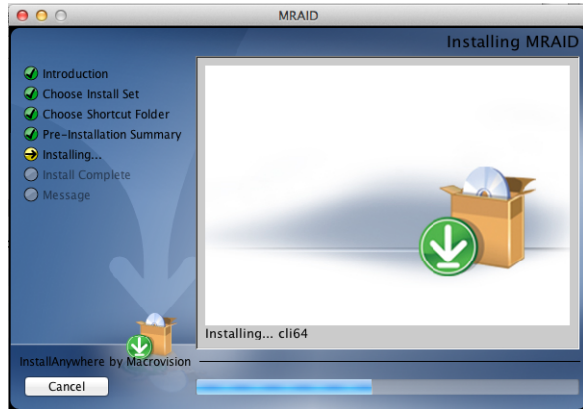 MRAID
Installing MRAID
Introduction
Choose Install Set
Choose Shortcut Folder
Pre-Installation Summary
Installing...
Install Complete
Message
Installing... cli64
InstallAnywhere by Macrovision
Cancel